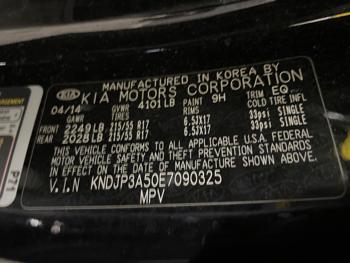 MANUFACTURED IN KOREA BY
KIA KIA MOTORS CORPORATION
04/14 GVWR 4101LB PAINT 9H TRIM EQ
GAWR TIRES RIMS COLD TIRE INFL
FRONT 2249LB 215/55 R17 6.5JX17 33psi SINGLE
REAR 2028LB 215/55 R17 6.5JX17 33psi SINGLE
THIS VEHICLE CONFORMS TO ALL APPLICABLE U.S.A. FEDERAL
MOTOR VEHICLE SAFETY AND THEFT PREVENTION STANDARDS
IN EFFECT ON THE DATE OF MANUFACTURE SHOWN ABOVE.
V.I.N KNDJP3A50E7090325
MPV